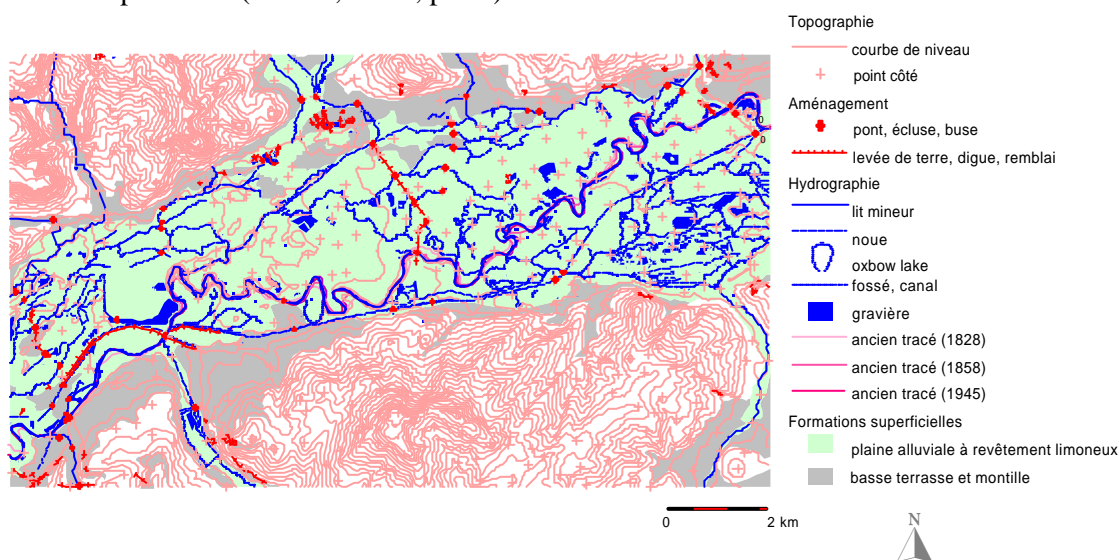 Topographie
courbe de niveau
point côté
Aménagement
pont, écluse, buse
levée de terre, digue, remblai
Hydrographie
lit mineur
noue
oxbow lake
fossé, canal
gravière
ancien tracé (1828)
ancien tracé (1858)
ancien tracé (1945)
Formations superficielles
plaine alluviale à revêtement limoneux
basse terrasse et montille
0 2 km
N